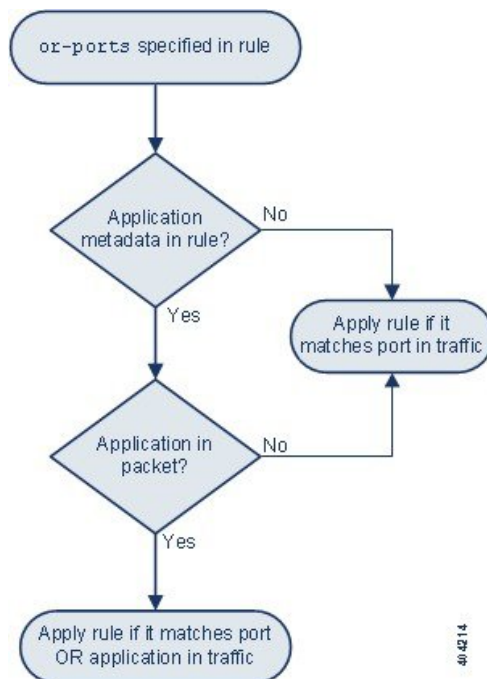 or-ports specified in rule
Application
metadata in rule?
No
Yes
Apply rule if it
matches port in traffic
Application in
packet?
No
Yes
Apply rule if it matches port
OR application in traffic
404214